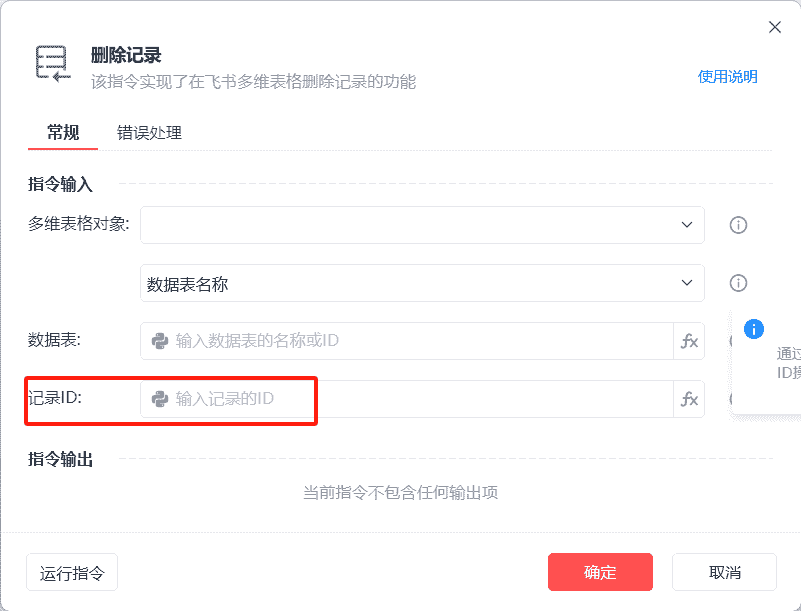 删除记录
该指令实现了在飞书多维表格删除记录的功能
使用说明
常规
错误处理
指令输入
多维表格对象:
数据表名称
数据表:
输入数据表的名称或ID
fx
通过
ID操
记录ID:
输入记录的ID
fx
指令输出
当前指令不包含任何输出项
运行指令
确定
取消